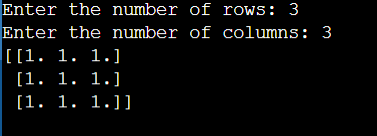 Enter the number of rows: 3
Enter the number of columns: 3
[[1. 1. 1.]
 [1. 1. 1.]
 [1. 1. 1.]]